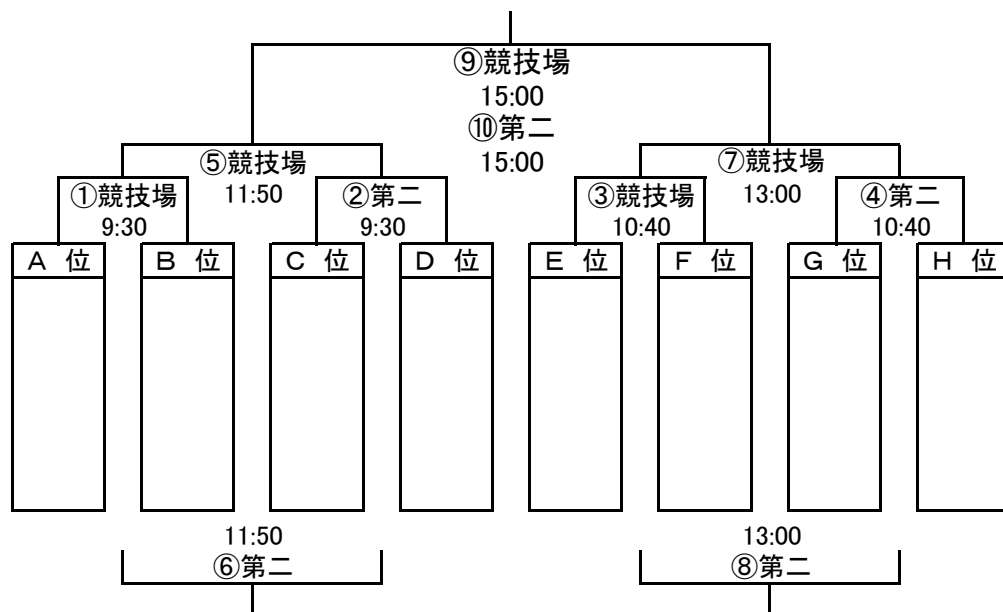 ⑨競技場
15:00
⑩第二
15:00
⑤競技場
11:50
⑦競技場
13:00
①競技場
9:30
②第二
9:30
③競技場
10:40
④第二
10:40
A 位
B 位
C 位
D 位
E 位
F 位
G 位
H 位
11:50
⑥第二
13:00
⑧第二